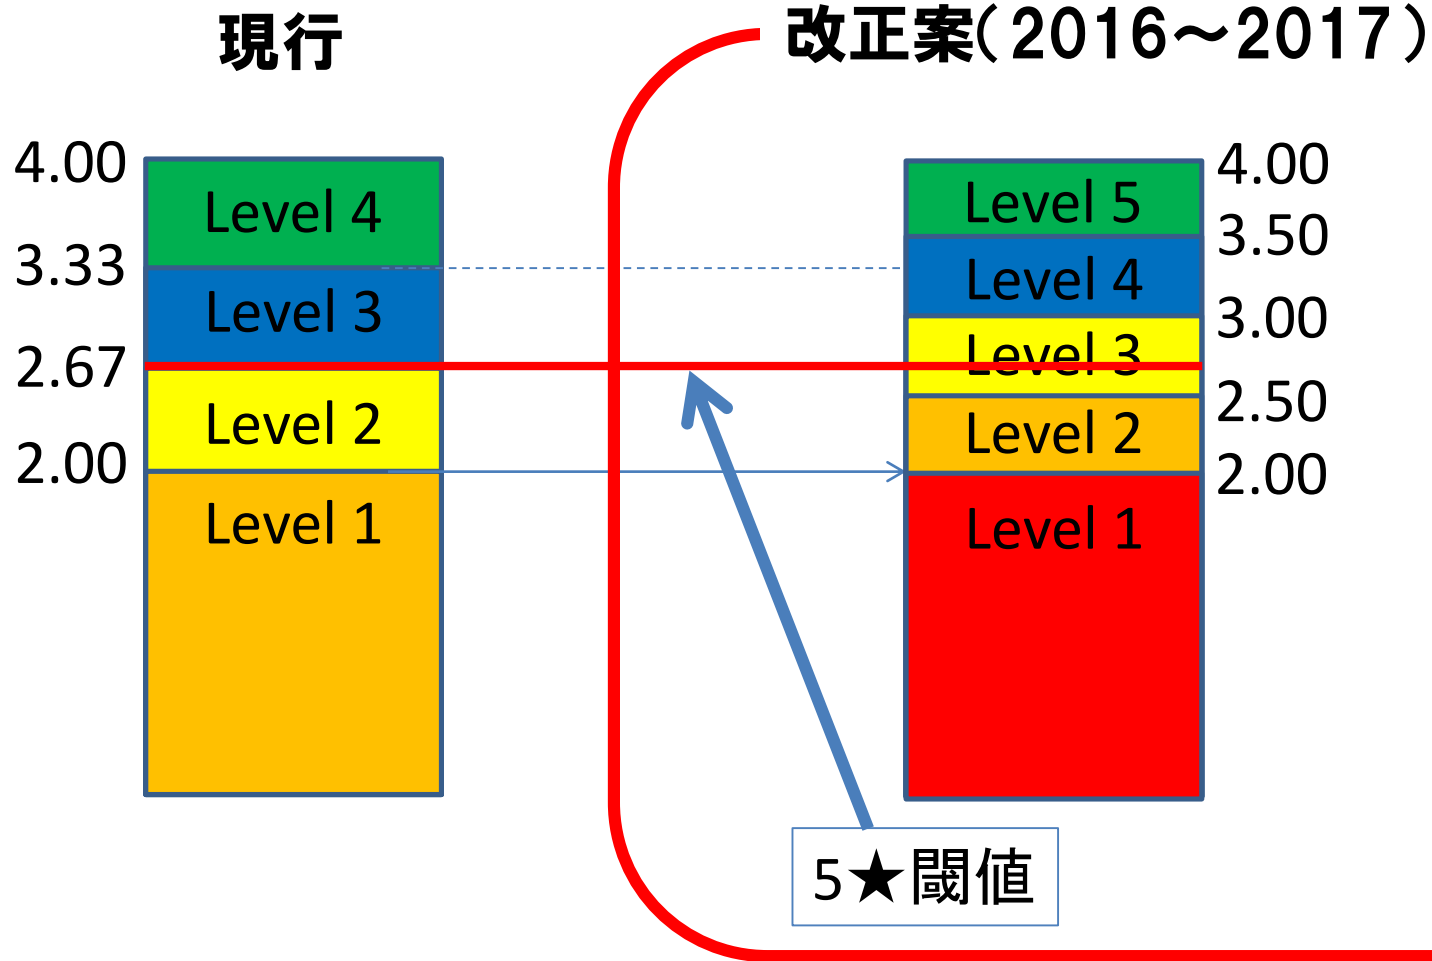 現行
4.00
Level 4
3.33
Level 3
2.67
Level 2
2.00
Level 1
改正案（2016～2017）
Level 5
4.00
3.50
Level 4
3.00
Level 3
2.50
Level 2
2.00
Level 1
5★閾値